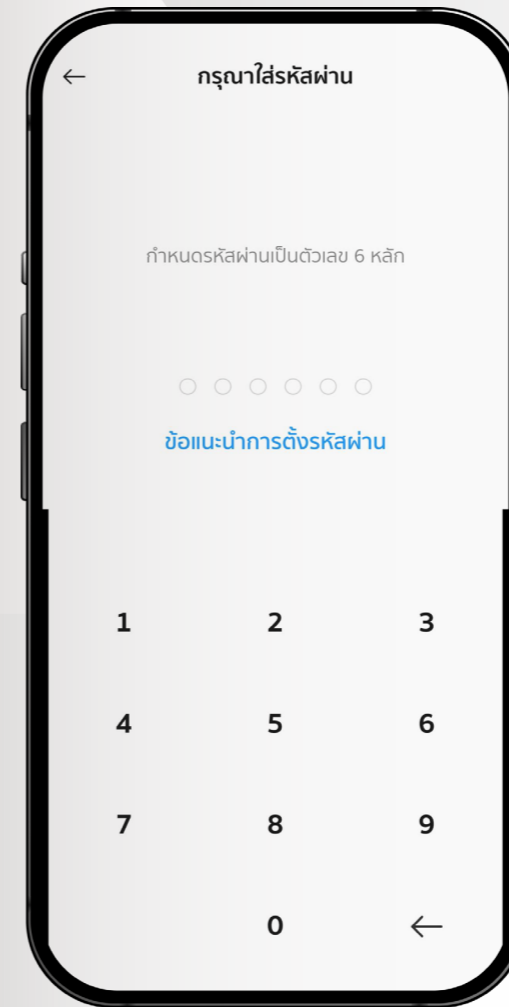 กรุณาใส่รหัสผ่าน
กำหนดรหัสผ่านเป็นตัวเลข 6 หลัก
ข้อแนะนำการตั้งรหัสผ่าน
1 2 3
4 5 6
7 8 9
0